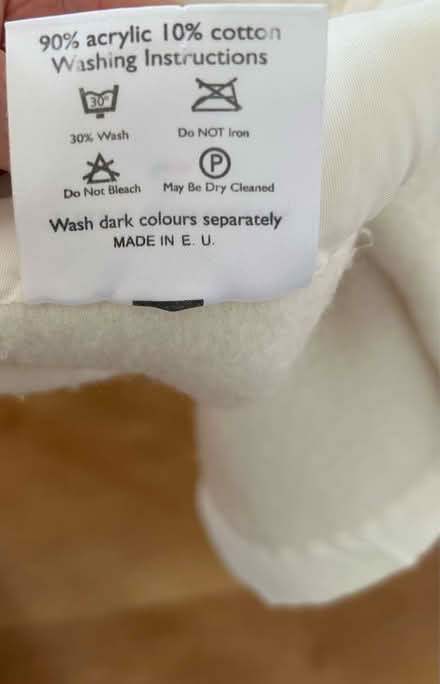 90% acrylic 10% cotton
Washing Instructions
30°
30% Wash
Do NOT Iron
P
Do Not Bleach
May Be Dry Cleaned
Wash dark colours separately
MADE IN E. U.